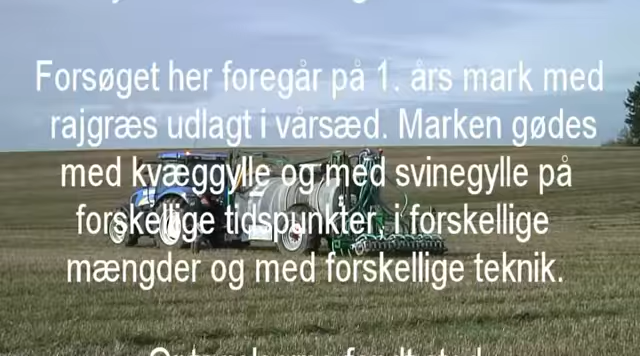 Forsøget her foregår på 1. års mark med
rajgræs udlagt i vårsæd. Marken gødes
med kvæggylle og med svinegylle på
forskellige tidspunkter, i forskellige
mængder og med forskellige teknik.